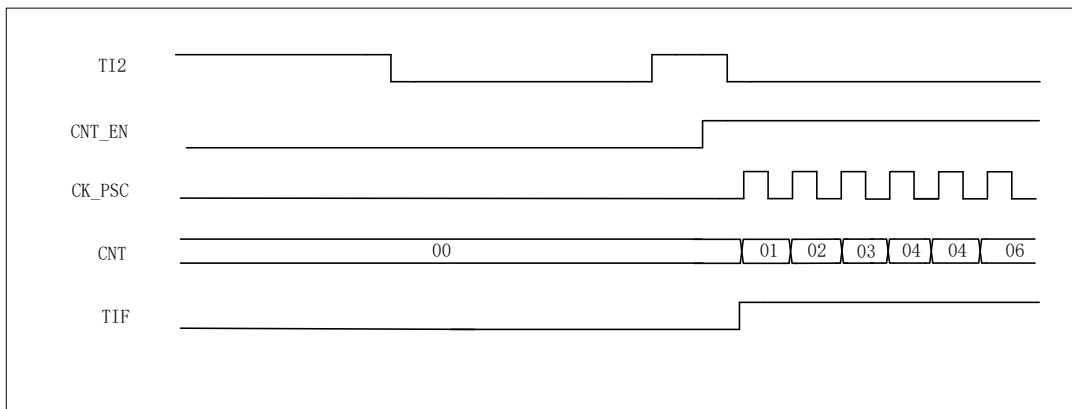 TI2
CNT_EN
CK_PSC
CNT 00 01 02 03 04 04 06
TIF